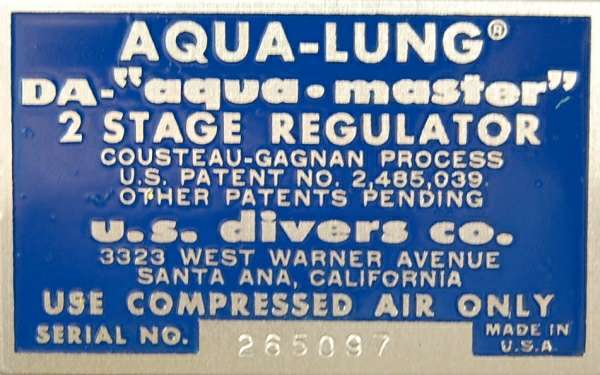 AQUA-LUNG®
DA-"aqua•master"
2 STAGE REGULATOR
COUSTEAU-GAGNAN PROCESS
U.S. PATENT NO. 2,485,039
OTHER PATENTS PENDING
u.s. divers co.
3323 WEST WARNER AVENUE
SANTA ANA, CALIFORNIA
USE COMPRESSED AIR ONLY
SERIAL NO. 265097 MADE IN
U.S.A.